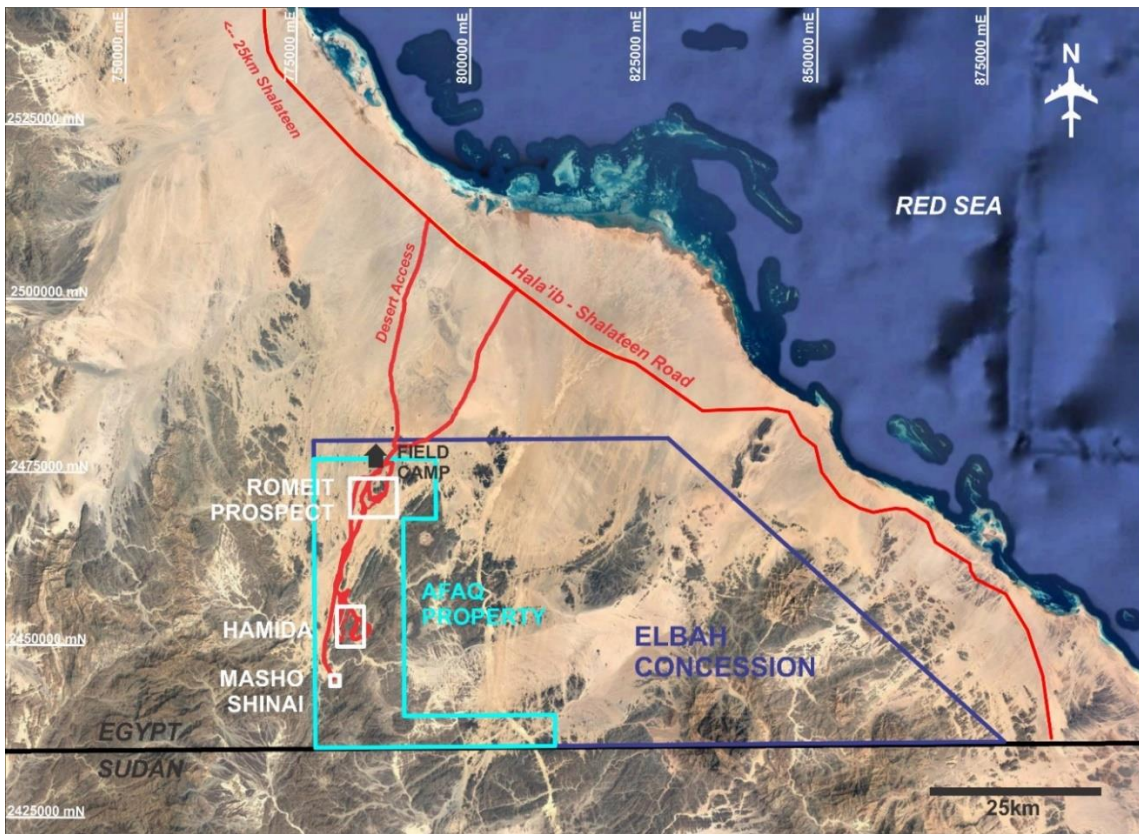 750000 mE
775000 mE
800000 mE
825000 mE
850000 mE
875000 mE
<-- 25km Shalateen
N
2525000 mN
RED SEA
Desert Access
Hala'ib - Shalateen Road
2500000 mN
2475000 mN
FIELD
CAMP
ROMEIT
PROSPECT
AFAQ
PROPERTY
HAMIDA
2450000 mN
ELBAH
CONCESSION
MASHO
SHINAI
EGYPT
SUDAN
25km
2425000 mN